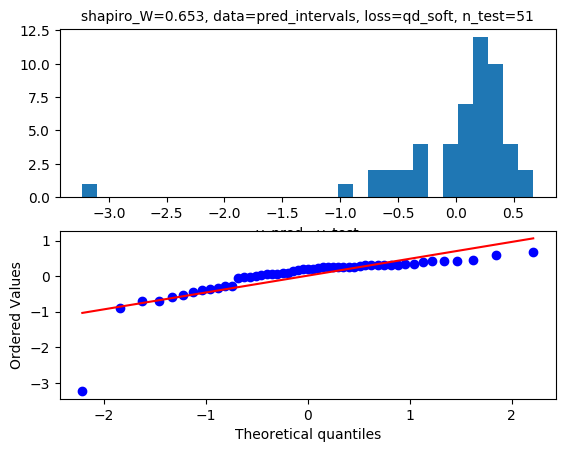 shapiro_W=0.653, data=pred_intervals, loss=qd_soft, n_test=51
12.5
10.0
7.5
5.0
2.5
0.0
−3.0 −2.5 −2.0 −1.5 −1.0 −0.5 0.0 0.5
1
0
−1
−2
−3
Ordered Values
−2 −1 0 1 2
Theoretical quantiles